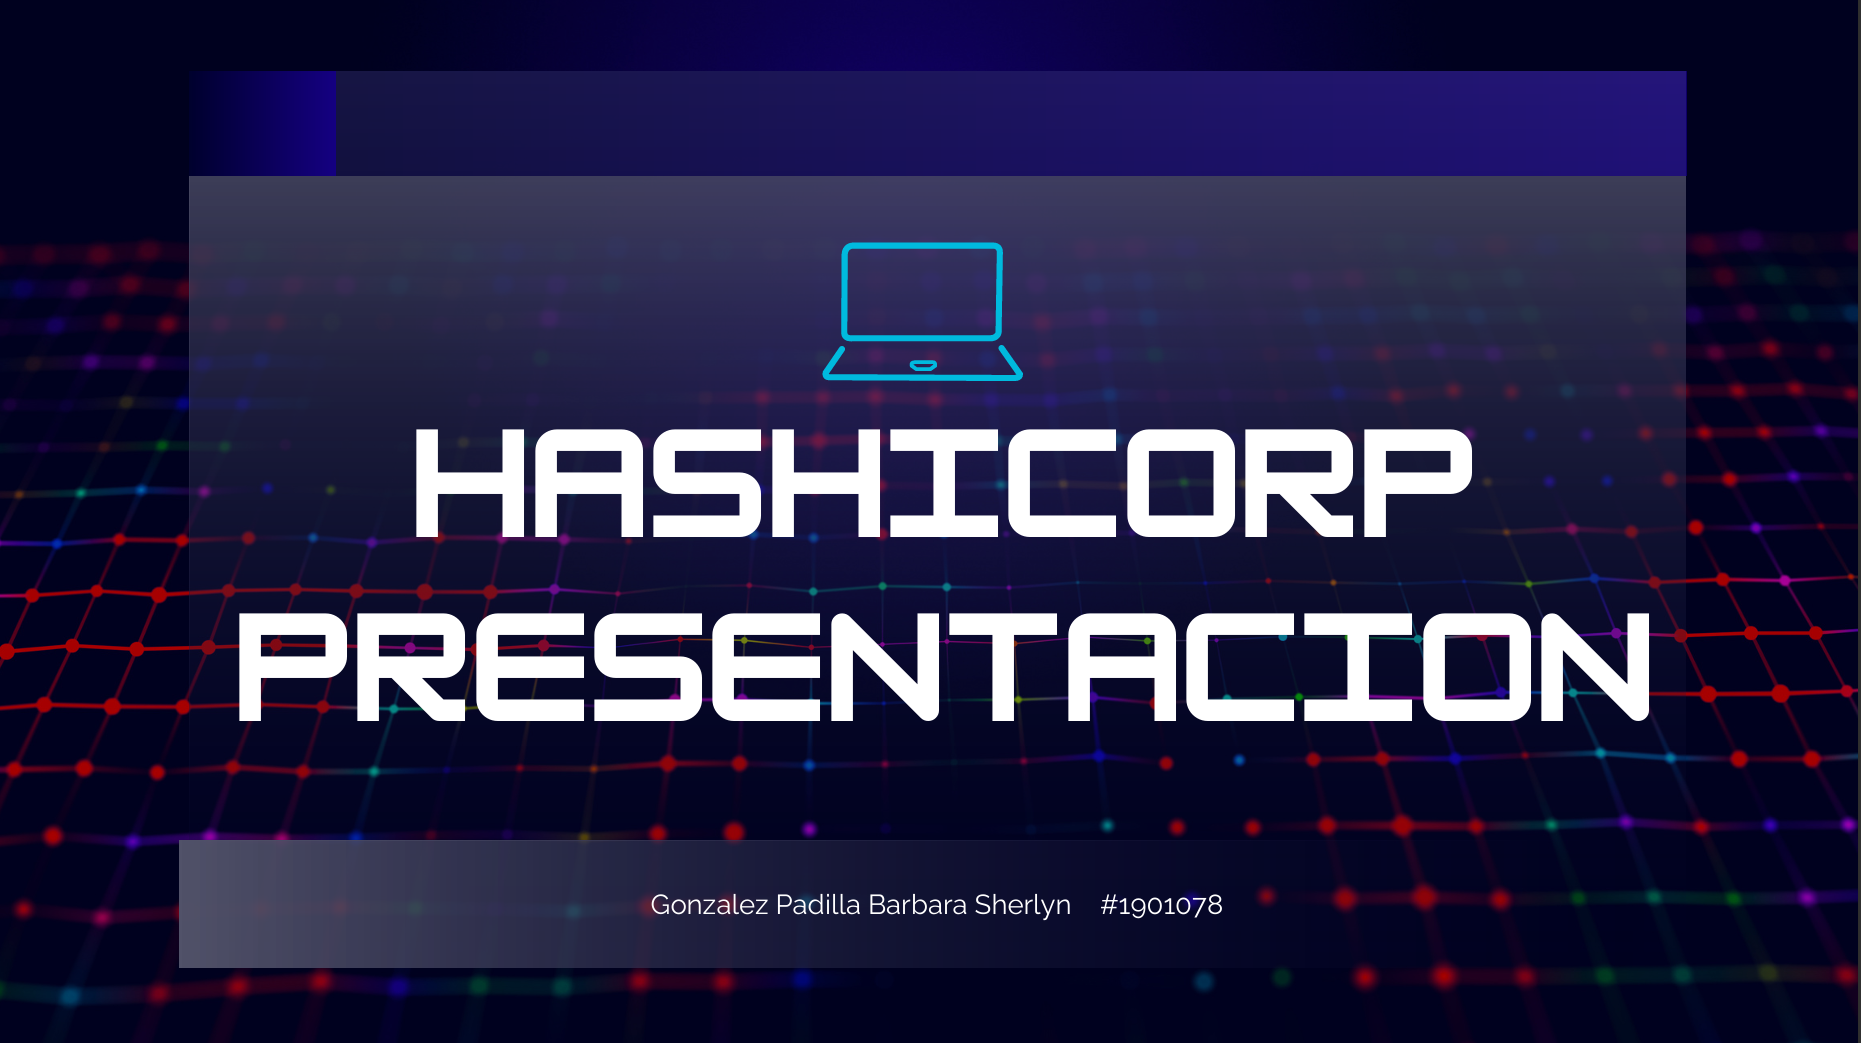 HASHICORP
PRESENTACION
Gonzalez Padilla Barbara Sherlyn #1901078